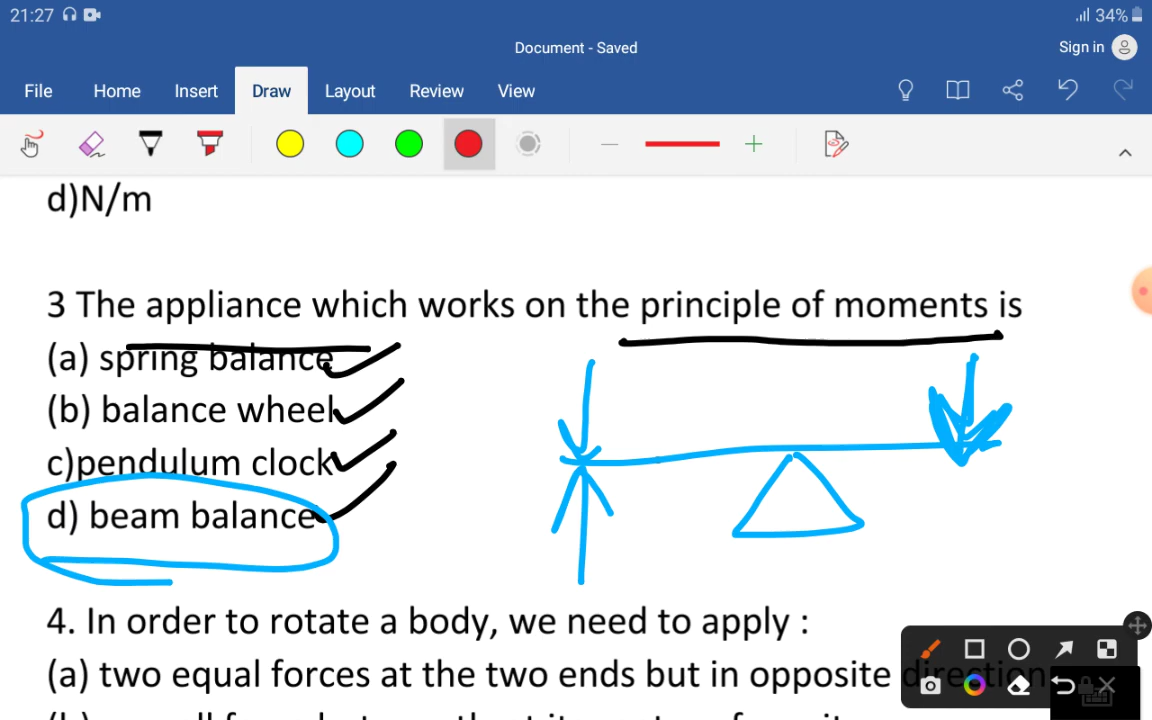 21:27 34%
Document - Saved
Sign in
File Home Insert Draw Layout Review View
d)N/m
3 The appliance which works on the principle of moments is
(a) spring balance
(b) balance wheel
c)pendulum clock
d) beam balance
4. In order to rotate a body, we need to apply :
(a) two equal forces at the two ends but in opposite direction